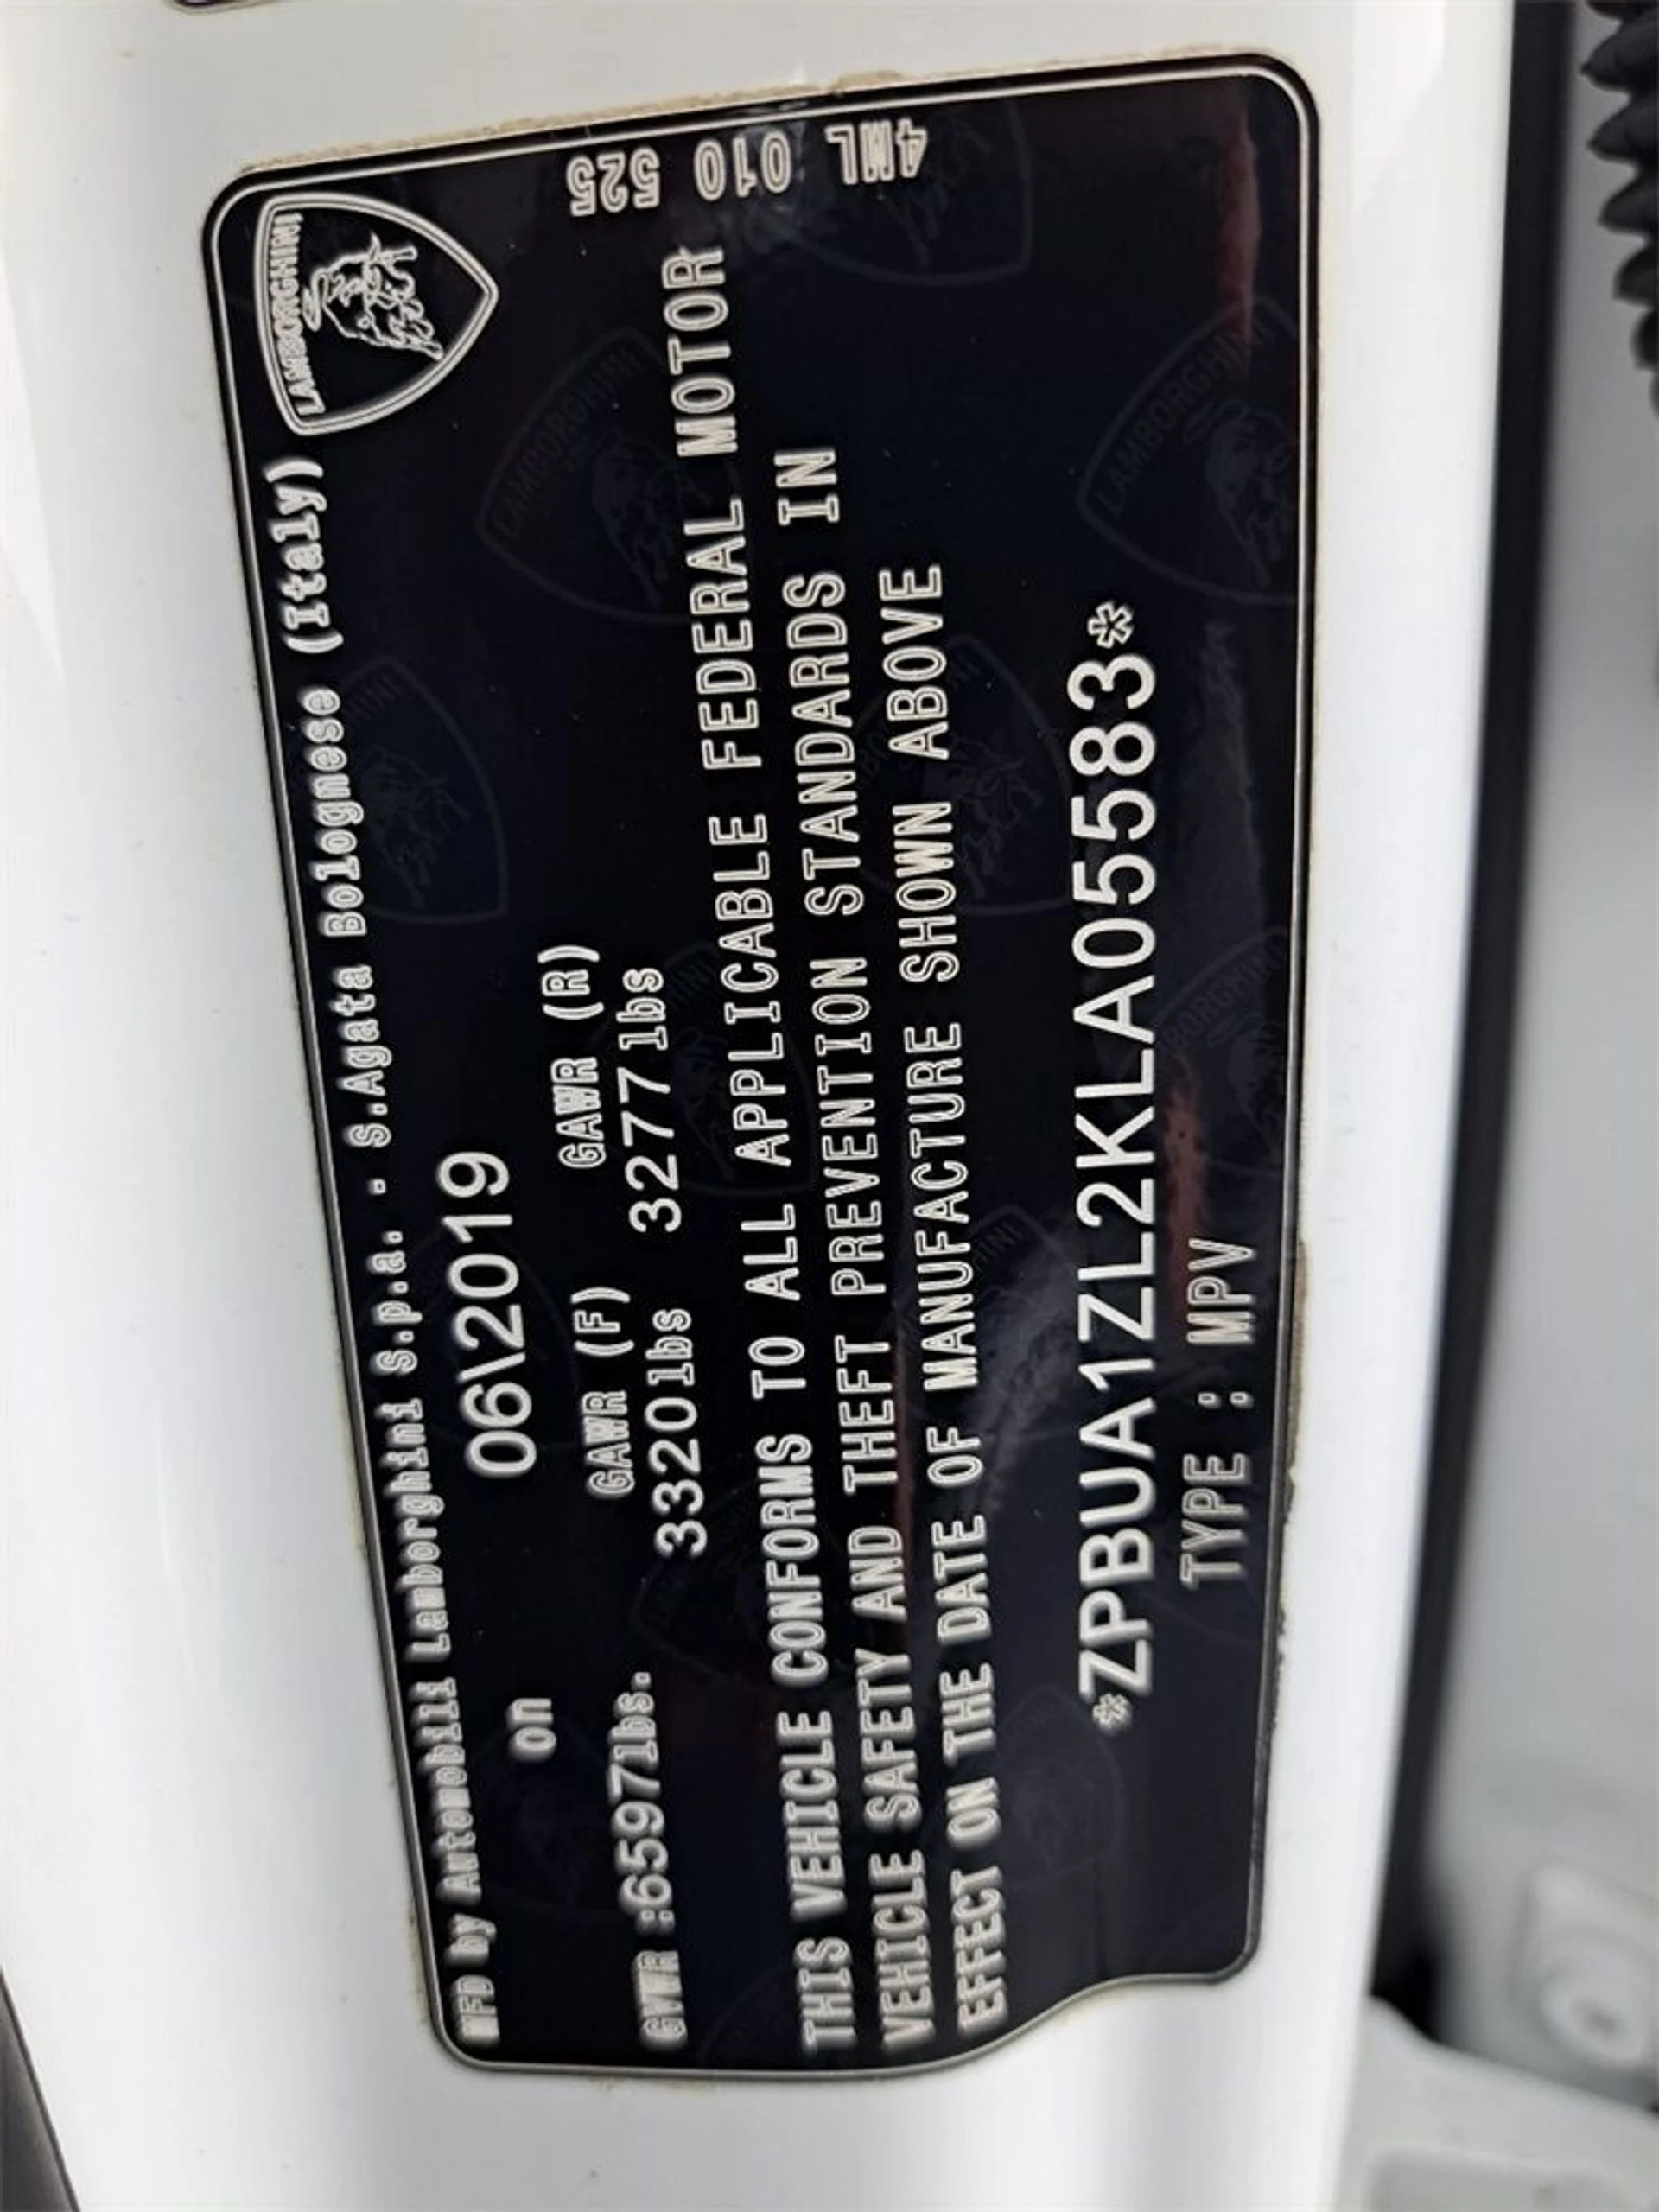 MFD by Automobili Lamborghini S.p.a. - S.Agata Bolognese (Italy)
LAMBORGHINI
on 06\2019
GAWR (F) GAWR (R)
GVWR :6597lbs. 3320lbs 3277lbs
4ML 010 525
THIS VEHICLE CONFORMS TO ALL APPLICABLE FEDERAL MOTOR
VEHICLE SAFETY AND THEFT PREVENTION STANDARDS IN
EFFECT ON THE DATE OF MANUFACTURE SHOWN ABOVE
*ZPBUA1ZL2KLA05583*
TYPE : MPV